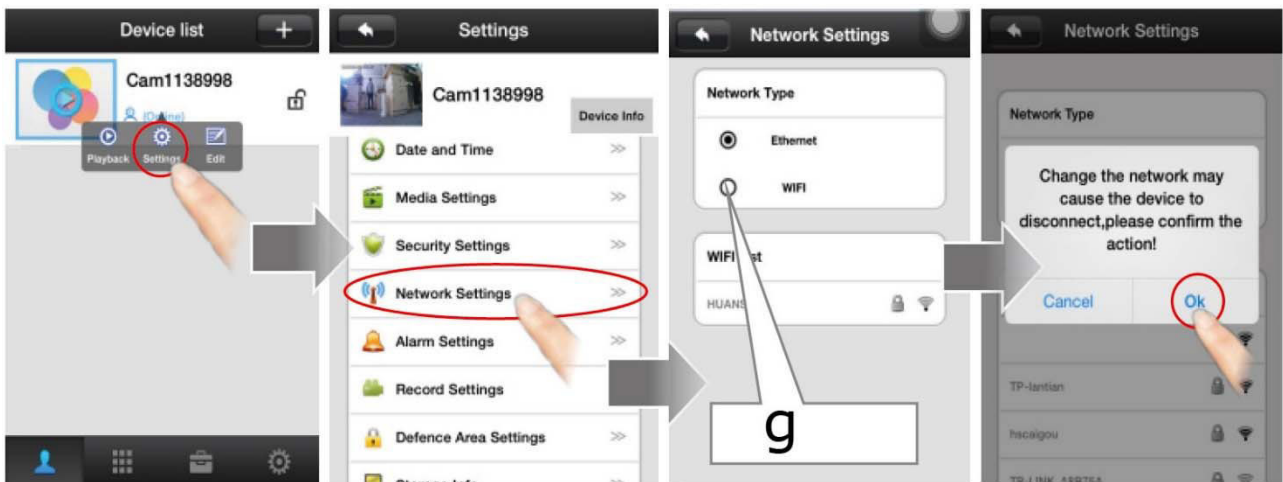 Device list
+
Cam1138998
Playback
Settings
Edit
Settings
Cam1138998
Device Info
Date and Time
Media Settings
Security Settings
Network Settings
Alarm Settings
Record Settings
Defence Area Settings
Network Settings
Network Type
Ethernet
WIFI
WIFI
g
Network Settings
Network Type
Change the network may
cause the device to
disconnect,please confirm the
action!
Cancel
Ok
TP-lantian
hscaigou